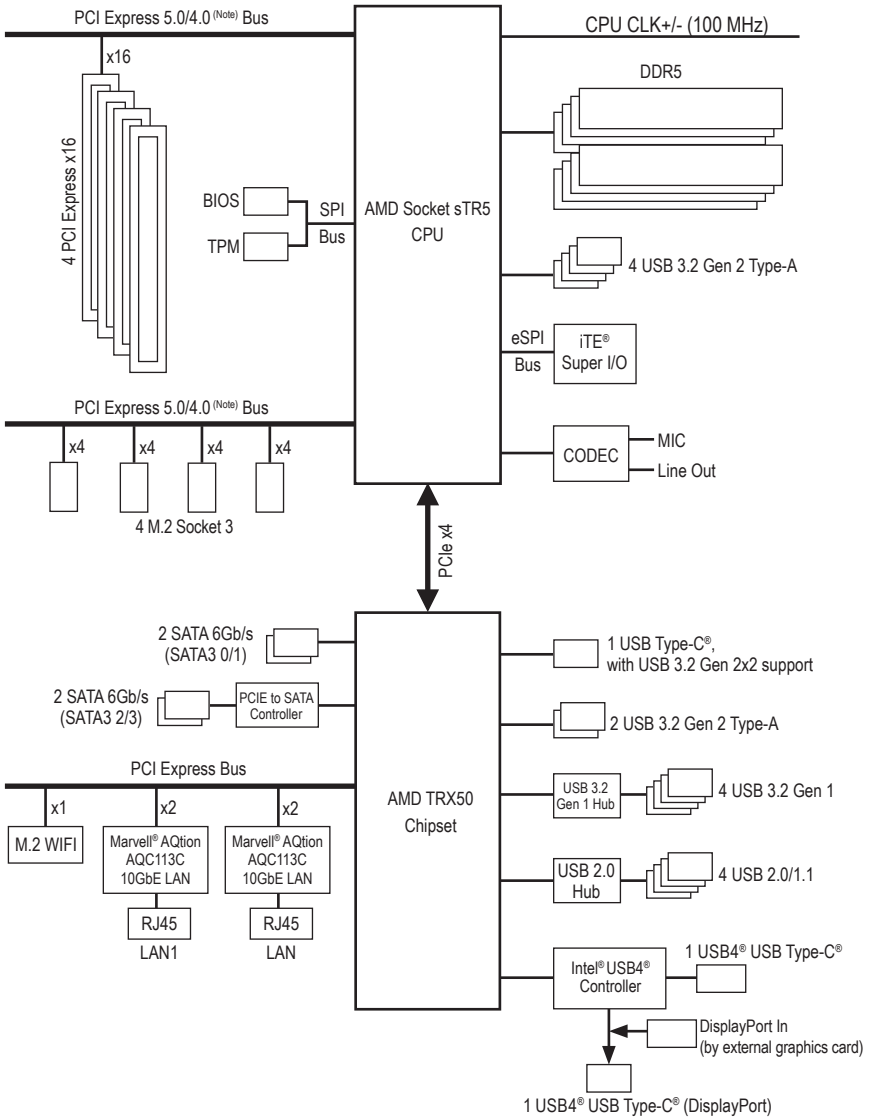 PCI Express 5.0/4.0 (Note) Bus
CPU CLK+/- (100 MHz)
x16
DDR5
4 PCI Express x16
BIOS
TPM
SPI
Bus
AMD Socket sTR5
CPU
4 USB 3.2 Gen 2 Type-A
eSPI
Bus
iTE®
Super I/O
PCI Express 5.0/4.0 (Note) Bus
x4
x4
x4
x4
4 M.2 Socket 3
CODEC
MIC
Line Out
PCIe x4
2 SATA 6Gb/s
(SATA3 0/1)
2 SATA 6Gb/s
(SATA3 2/3)
PCIE to SATA
Controller
PCI Express Bus
x1
x2
x2
M.2 WIFI
Marvell® AQtion
AQC113C
10GbE LAN
Marvell® AQtion
AQC113C
10GbE LAN
RJ45
RJ45
LAN1
LAN
AMD TRX50
Chipset
1 USB Type-C®,
with USB 3.2 Gen 2x2 support
2 USB 3.2 Gen 2 Type-A
USB 3.2
Gen 1 Hub
4 USB 3.2 Gen 1
USB 2.0
Hub
4 USB 2.0/1.1
Intel® USB4®
Controller
1 USB4® USB Type-C®
DisplayPort In
(by external graphics card)
1 USB4® USB Type-C® (DisplayPort)